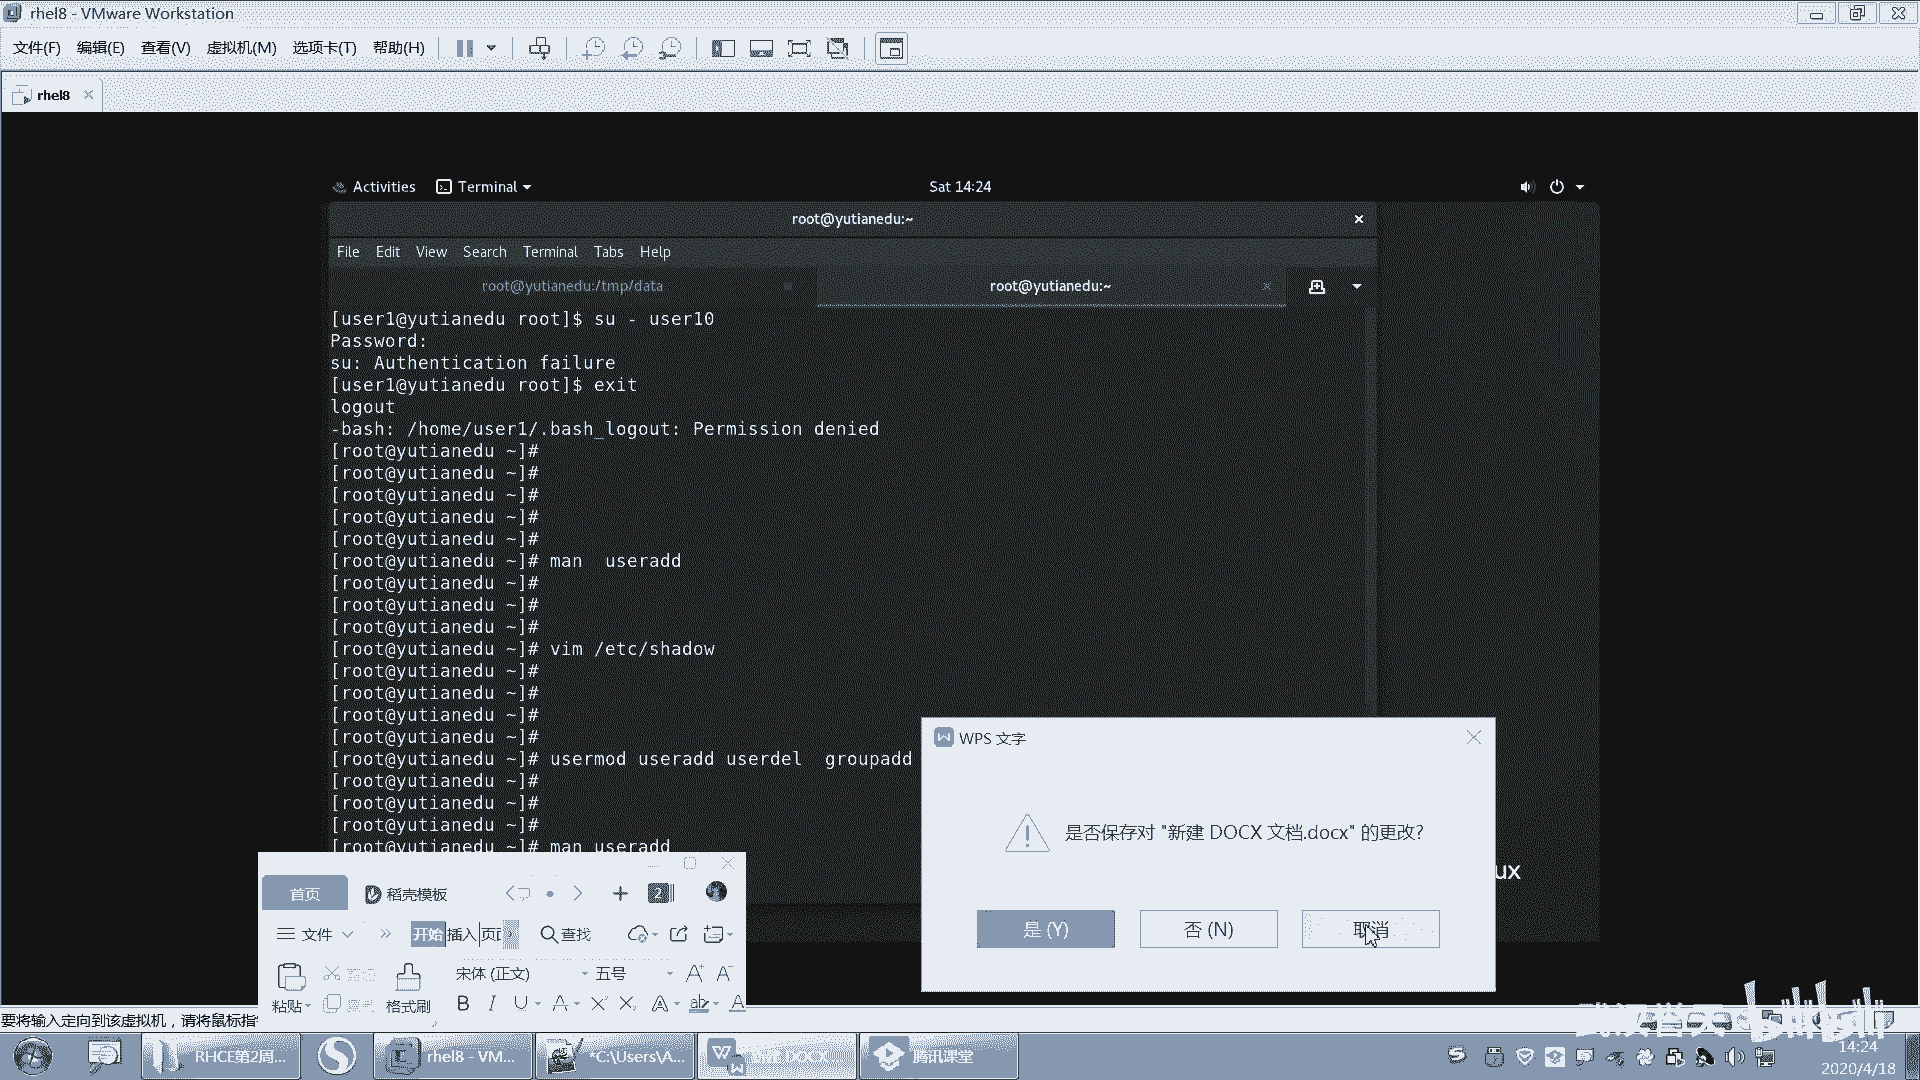 rhel8 - VMware Workstation
文件(F) 编辑(E) 查看(V) 虚拟机(M) 选项卡(T) 帮助(H)
rhel8
Activities Terminal Sat 14:24
root@yutianedu:~
File Edit View Search Terminal Tabs Help
root@yutianedu:/tmp/data root@yutianedu:~
[user1@yutianedu root]$ su - user10
Password:
su: Authentication failure
[user1@yutianedu root]$ exit
logout
-bash: /home/user1/.bash_logout: Permission denied
[root@yutianedu ~]#
[root@yutianedu ~]#
[root@yutianedu ~]#
[root@yutianedu ~]#
[root@yutianedu ~]#
[root@yutianedu ~]# man  useradd
[root@yutianedu ~]#
[root@yutianedu ~]#
[root@yutianedu ~]#
[root@yutianedu ~]# vim /etc/shadow
[root@yutianedu ~]#
[root@yutianedu ~]#
[root@yutianedu ~]#
[root@yutianedu ~]#
[root@yutianedu ~]# usermod useradd userdel  groupadd
[root@yutianedu ~]#
[root@yutianedu ~]#
[root@yutianedu ~]#
[root@yutianedu ~]# man useradd
WPS 文字
是否保存对 "新建 DOCX 文档.docx" 的更改?
是(Y) 否(N) 取消
ux
首页 稻壳模板 2
文件 开始 插入 查找
宋体 (正文) 五号
粘贴 格式刷
B I U A
要将输入定向到该虚拟机，请将鼠标指
RHCE第2周... rhel8 - VM... *C:\Users\A... DOCX 腾讯课堂
bilibili
14:24
2020/4/18